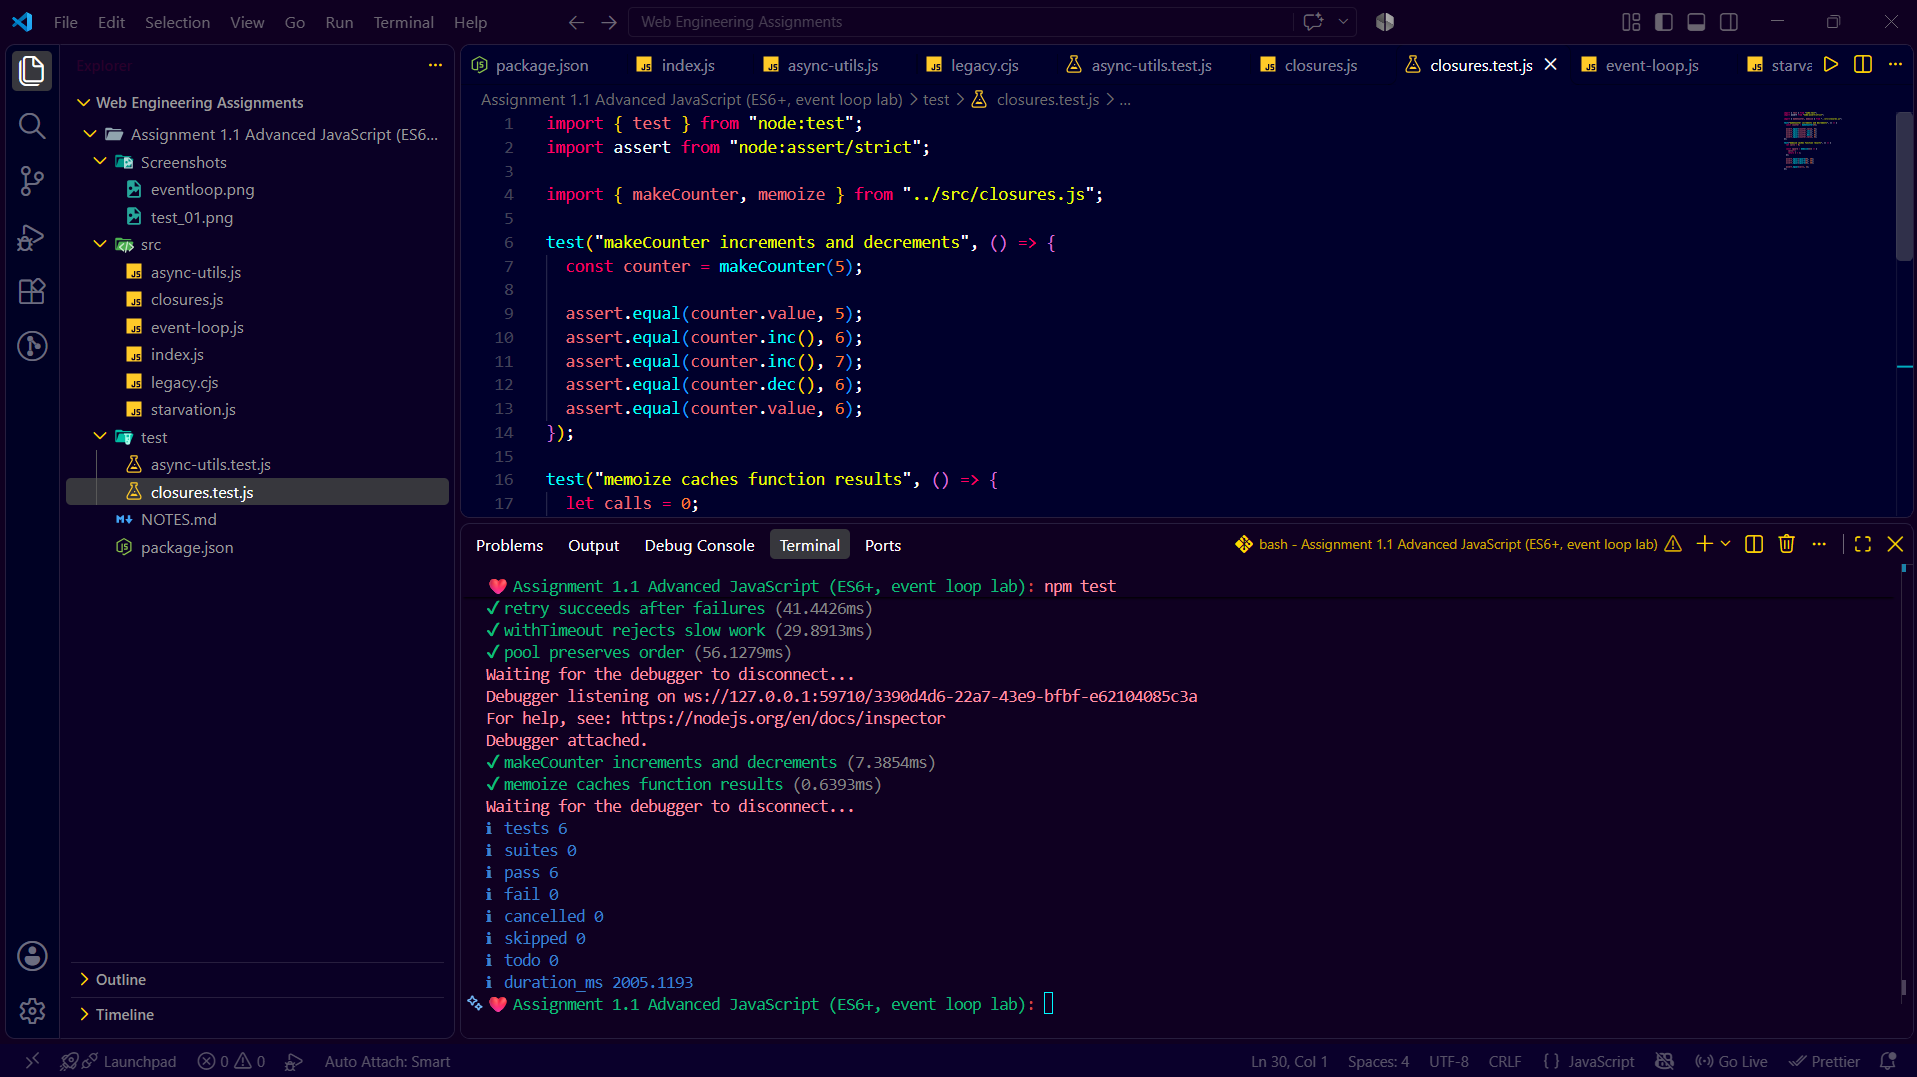 File Edit Selection View Go Run Terminal Help
Web Engineering Assignments
Explorer
Web Engineering Assignments
Assignment 1.1 Advanced JavaScript (ES6...
Screenshots
eventloop.png
test_01.png
src
async-utils.js
closures.js
event-loop.js
index.js
legacy.cjs
starvation.js
test
async-utils.test.js
closures.test.js
NOTES.md
package.json
Outline
Timeline
package.json index.js async-utils.js legacy.cjs async-utils.test.js closures.js closures.test.js event-loop.js starva
Assignment 1.1 Advanced JavaScript (ES6+, event loop lab) > test > closures.test.js > ...
1 import { test } from "node:test";
2 import assert from "node:assert/strict";
3
4 import { makeCounter, memoize } from "../src/closures.js";
5
6 test("makeCounter increments and decrements", () => {
7 const counter = makeCounter(5);
8
9 assert.equal(counter.value, 5);
10 assert.equal(counter.inc(), 6);
11 assert.equal(counter.inc(), 7);
12 assert.equal(counter.dec(), 6);
13 assert.equal(counter.value, 6);
14 });
15
16 test("memoize caches function results", () => {
17 let calls = 0;
Problems Output Debug Console Terminal Ports
bash - Assignment 1.1 Advanced JavaScript (ES6+, event loop lab)
Assignment 1.1 Advanced JavaScript (ES6+, event loop lab): npm test
✓retry succeeds after failures (41.4426ms)
✓withTimeout rejects slow work (29.8913ms)
✓pool preserves order (56.1279ms)
Waiting for the debugger to disconnect...
Debugger listening on ws://127.0.0.1:59710/3390d4d6-22a7-43e9-bfbf-e62104085c3a
For help, see: https://nodejs.org/en/docs/inspector
Debugger attached.
✓makeCounter increments and decrements (7.3854ms)
✓memoize caches function results (0.6393ms)
Waiting for the debugger to disconnect...
ℹ tests 6
ℹ suites 0
ℹ pass 6
ℹ fail 0
ℹ cancelled 0
ℹ skipped 0
ℹ todo 0
ℹ duration_ms 2005.1193
Assignment 1.1 Advanced JavaScript (ES6+, event loop lab):
Launchpad 0 0 Auto Attach: Smart Ln 30, Col 1 Spaces: 4 UTF-8 CRLF { } JavaScript Go Live Prettier